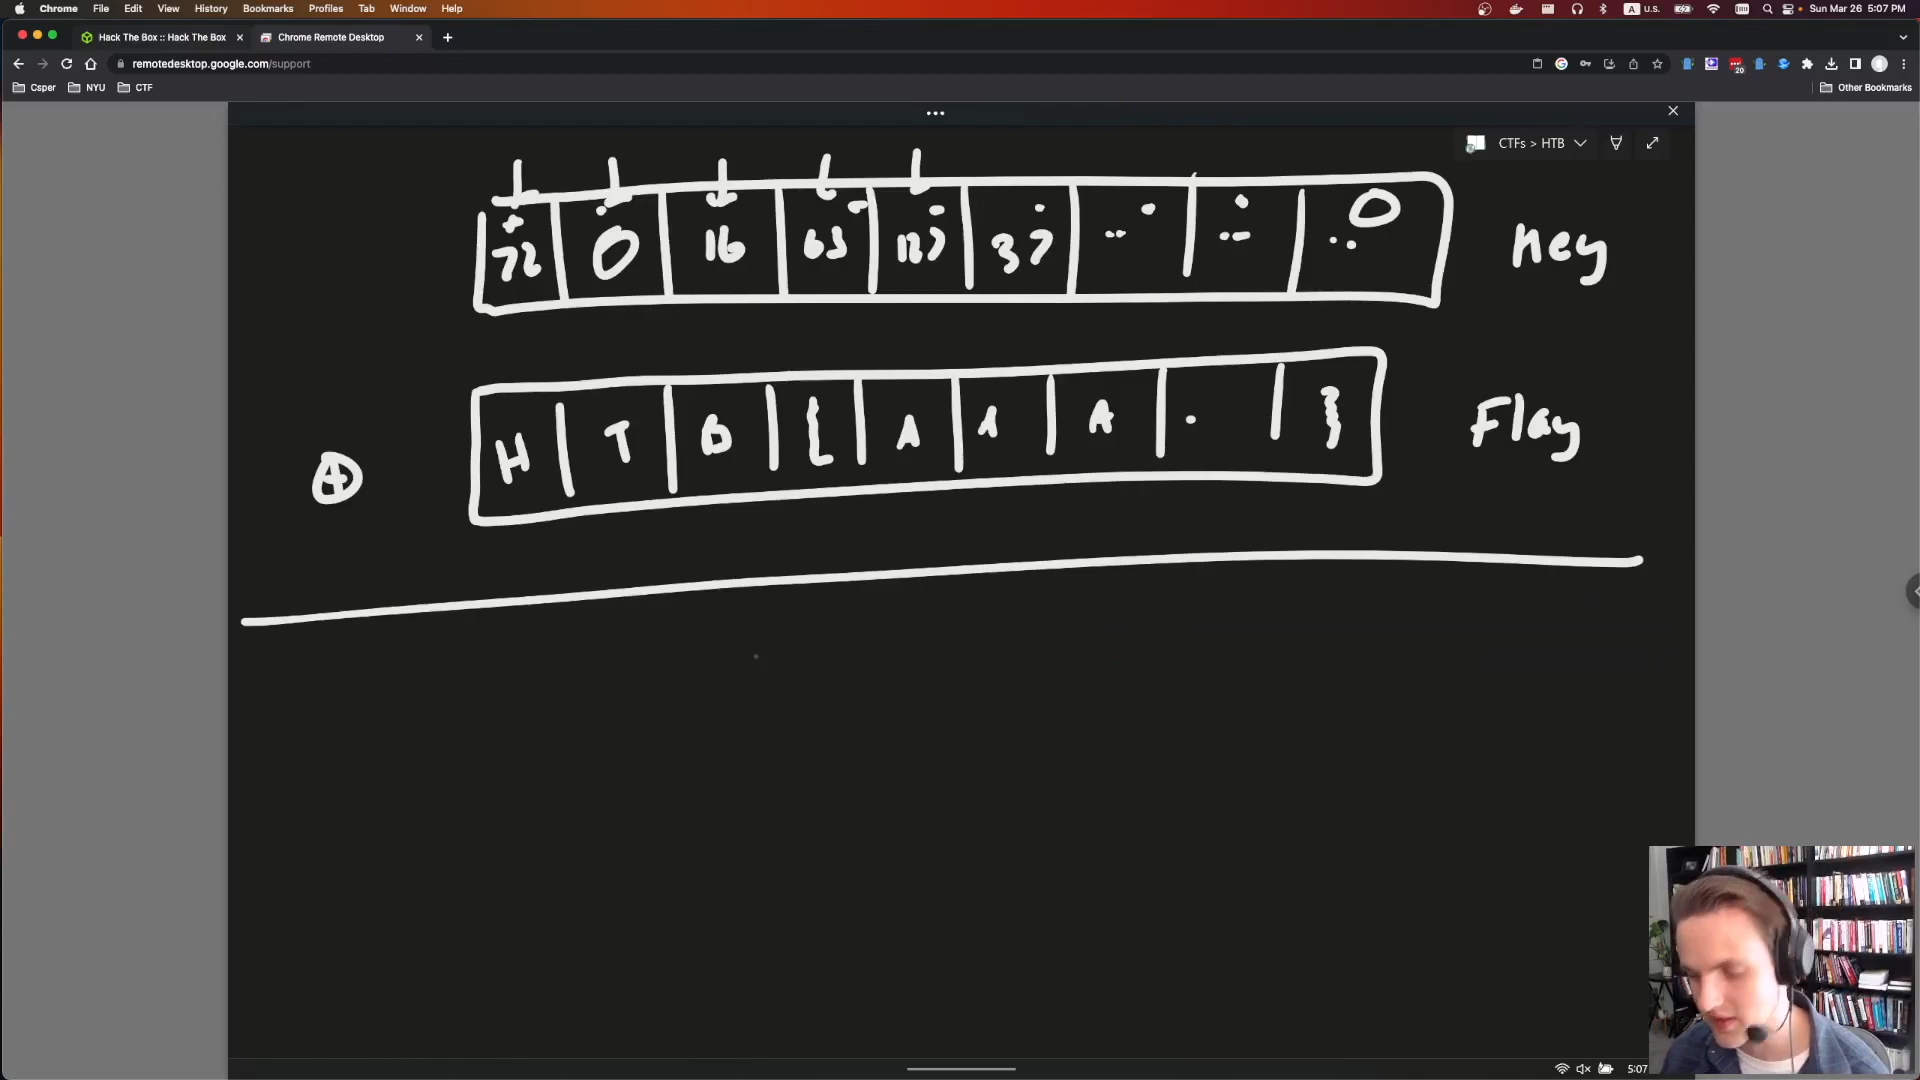 Chrome File Edit View History Bookmarks Profiles Tab Window Help A U.S. Sun Mar 26 5:07 PM
Hack The Box :: Hack The Box Chrome Remote Desktop
remotedesktop.google.com/support 20
Csper NYU CTF Other Bookmarks
CTFs > HTB
72 0 16 37 0 Key
H T B { A A A . } Flag
5:07